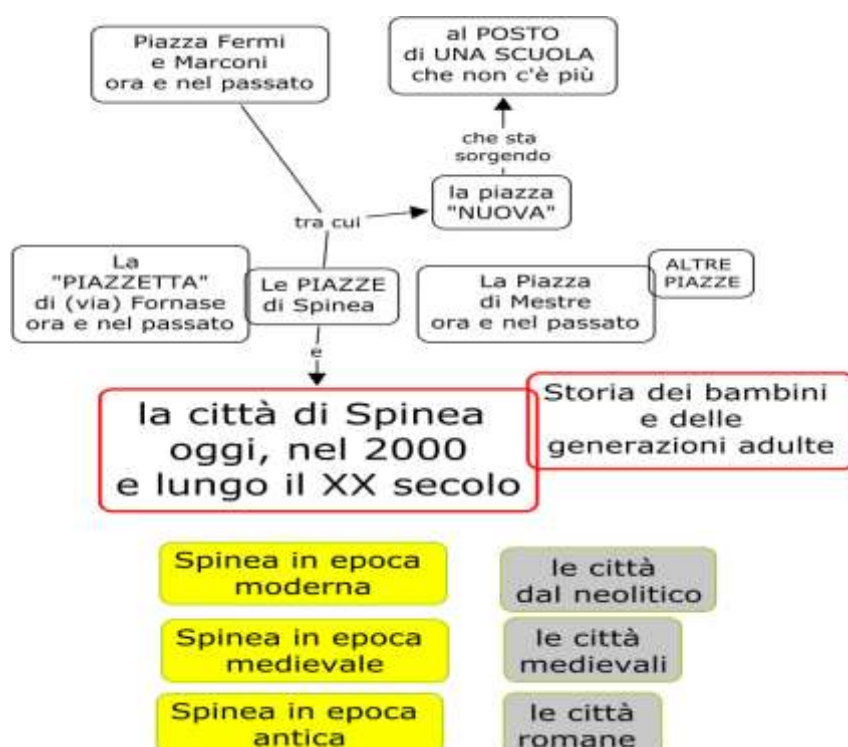 Piazza Fermi
e Marconi
ora e nel passato
al POSTO
di UNA SCUOLA
che non c'è più
che sta
sorgendo
la piazza
"NUOVA"
tra cui
La
"PIAZZETTA"
di (via) Fornase
ora e nel passato
Le PIAZZE
di Spinea
La Piazza
di Mestre
ora e nel passato
ALTRE
PIAZZE
e
la città di Spinea
oggi, nel 2000
e lungo il XX secolo
Storia dei bambini
e delle
generazioni adulte
Spinea in epoca
moderna
le città
dal neolitico
Spinea in epoca
medievale
le città
medievali
Spinea in epoca
antica
le città
romane